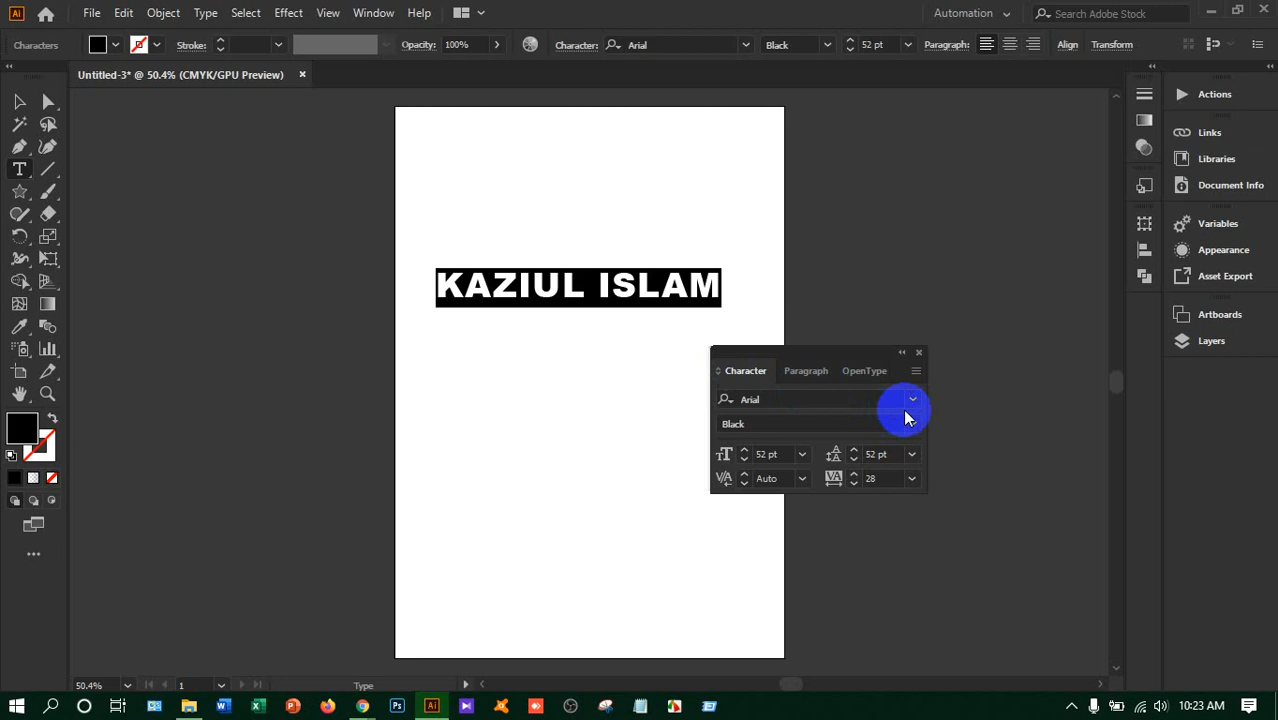 Ai File Edit Object Type Select Effect View Window Help Automation Search Adobe Stock
Characters Stroke: Opacity: 100% Character: Arial Black 52 pt Paragraph: Align Transform
Untitled-3* @ 50.4% (CMYK/GPU Preview)
Actions
Links
Libraries
Document Info
Variables
Appearance
Asset Export
Artboards
Layers
KAZIUL ISLAM
Character Paragraph OpenType
Arial
Black
52 pt 52 pt
Auto 28
50.4% 1 Type
10:23 AM